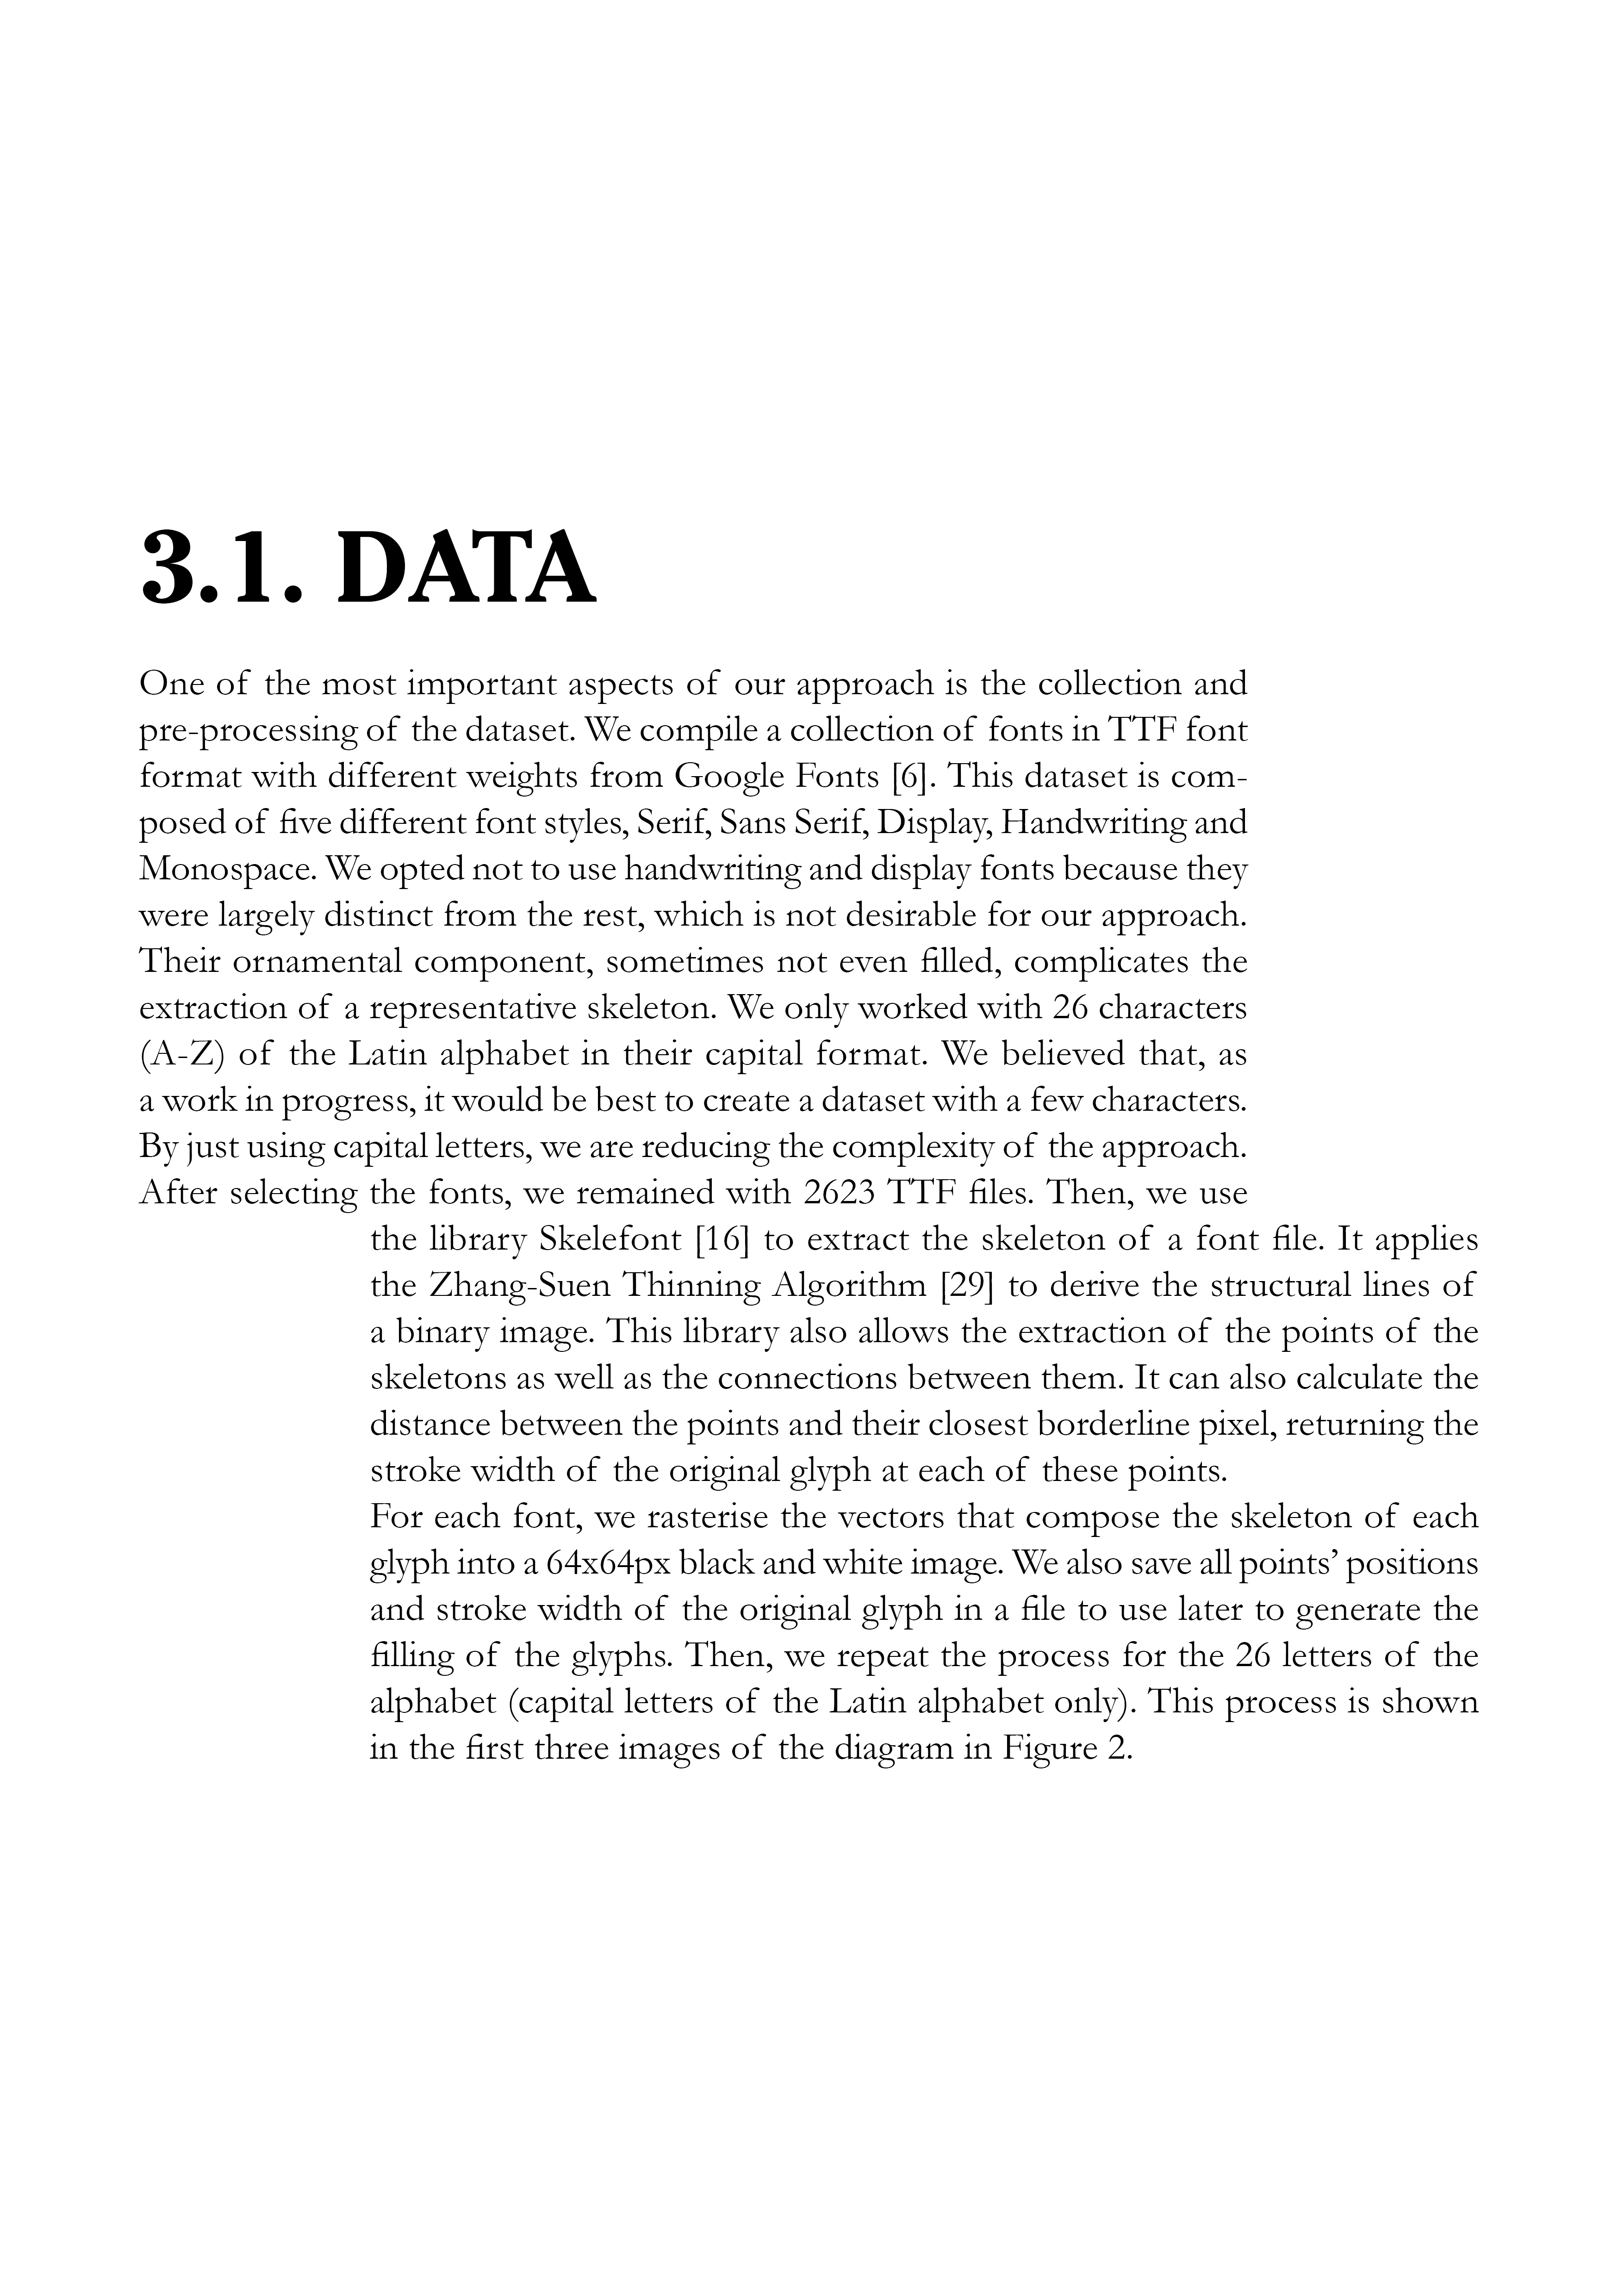 3.1. DATA
One of the most important aspects of our approach is the collection and
pre-processing of the dataset. We compile a collection of fonts in TTF font
format with different weights from Google Fonts [6]. This dataset is com-
posed of five different font styles, Serif, Sans Serif, Display, Handwriting and
Monospace. We opted not to use handwriting and display fonts because they
were largely distinct from the rest, which is not desirable for our approach.
Their ornamental component, sometimes not even filled, complicates the
extraction of a representative skeleton. We only worked with 26 characters
(A-Z) of the Latin alphabet in their capital format. We believed that, as
a work in progress, it would be best to create a dataset with a few characters.
By just using capital letters, we are reducing the complexity of the approach.
After selecting the fonts, we remained with 2623 TTF files. Then, we use
the library Skelefont [16] to extract the skeleton of a font file. It applies
the Zhang-Suen Thinning Algorithm [29] to derive the structural lines of
a binary image. This library also allows the extraction of the points of the
skeletons as well as the connections between them. It can also calculate the
distance between the points and their closest borderline pixel, returning the
stroke width of the original glyph at each of these points.
For each font, we rasterise the vectors that compose the skeleton of each
glyph into a 64x64px black and white image. We also save all points’ positions
and stroke width of the original glyph in a file to use later to generate the
filling of the glyphs. Then, we repeat the process for the 26 letters of the
alphabet (capital letters of the Latin alphabet only). This process is shown
in the first three images of the diagram in Figure 2.